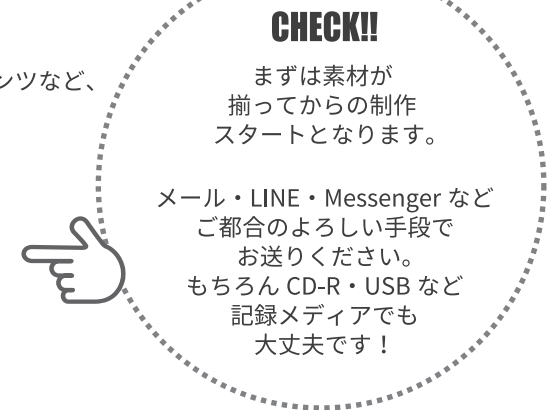 CHECK!!
まずは素材が
ンツなど、
揃ってからの制作
スタートとなります。
メール・LINE・Messenger など
ご都合のよろしい手段で
お送りください。
もちろん CD-R・USB など
記録メディアでも
大丈夫です！